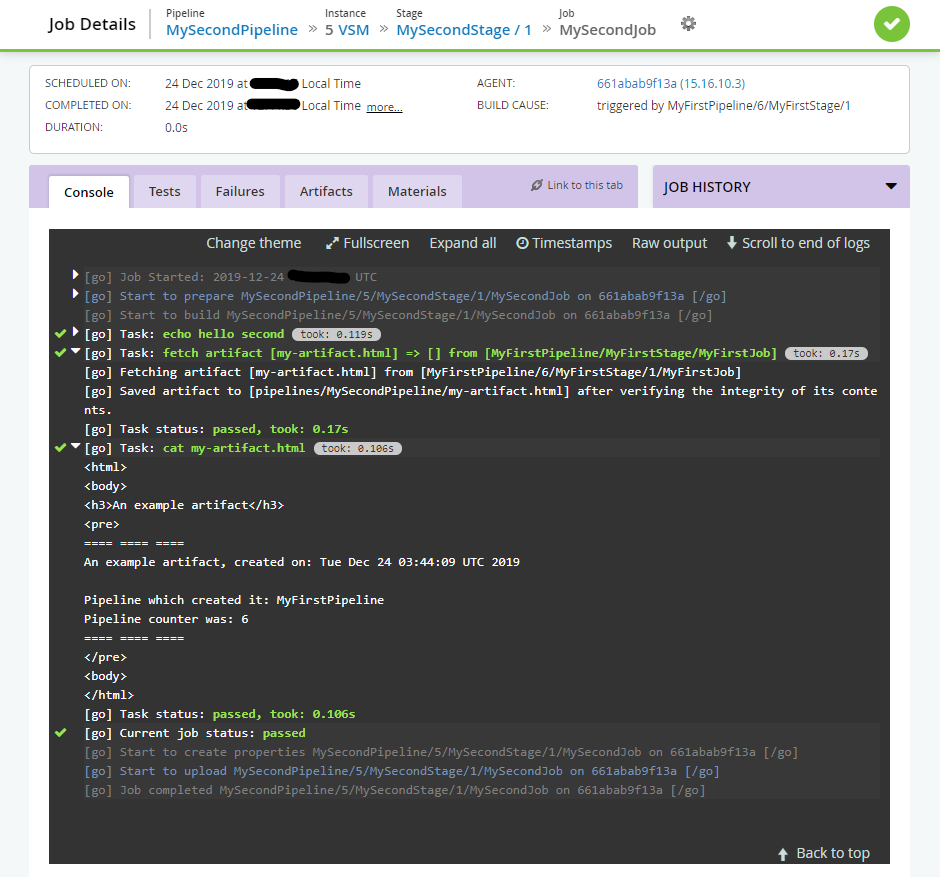 Job Details
Pipeline
MySecondPipeline
»
Instance
5 VSM
»
Stage
MySecondStage / 1
»
Job
MySecondJob
SCHEDULED ON: 24 Dec 2019 at Local Time
COMPLETED ON: 24 Dec 2019 at Local Time more...
DURATION: 0.0s
AGENT: 661abab9f13a (15.16.10.3)
BUILD CAUSE: triggered by MyFirstPipeline/6/MyFirstStage/1
Console Tests Failures Artifacts Materials Link to this tab
JOB HISTORY
Change theme Fullscreen Expand all Timestamps Raw output Scroll to end of logs
[go] Job Started: 2019-12-24 UTC
[go] Start to prepare MySecondPipeline/5/MySecondStage/1/MySecondJob on 661abab9f13a [/go]
[go] Start to build MySecondPipeline/5/MySecondStage/1/MySecondJob on 661abab9f13a [/go]
[go] Task: echo hello second took: 0.119s
[go] Task: fetch artifact [my-artifact.html] => [] from [MyFirstPipeline/MyFirstStage/MyFirstJob] took: 0.17s
[go] Fetching artifact [my-artifact.html] from [MyFirstPipeline/6/MyFirstStage/1/MyFirstJob]
[go] Saved artifact to [pipelines/MySecondPipeline/my-artifact.html] after verifying the integrity of its conte
nts.
[go] Task status: passed, took: 0.17s
[go] Task: cat my-artifact.html took: 0.106s
<html>
<body>
<h3>An example artifact</h3>
<pre>
==== ==== ====
An example artifact, created on: Tue Dec 24 03:44:09 UTC 2019
Pipeline which created it: MyFirstPipeline
Pipeline counter was: 6
==== ==== ====
</pre>
<body>
</html>
[go] Task status: passed, took: 0.106s
[go] Current job status: passed
[go] Start to create properties MySecondPipeline/5/MySecondStage/1/MySecondJob on 661abab9f13a [/go]
[go] Start to upload MySecondPipeline/5/MySecondStage/1/MySecondJob on 661abab9f13a [/go]
[go] Job completed MySecondPipeline/5/MySecondStage/1/MySecondJob on 661abab9f13a [/go]
Back to top